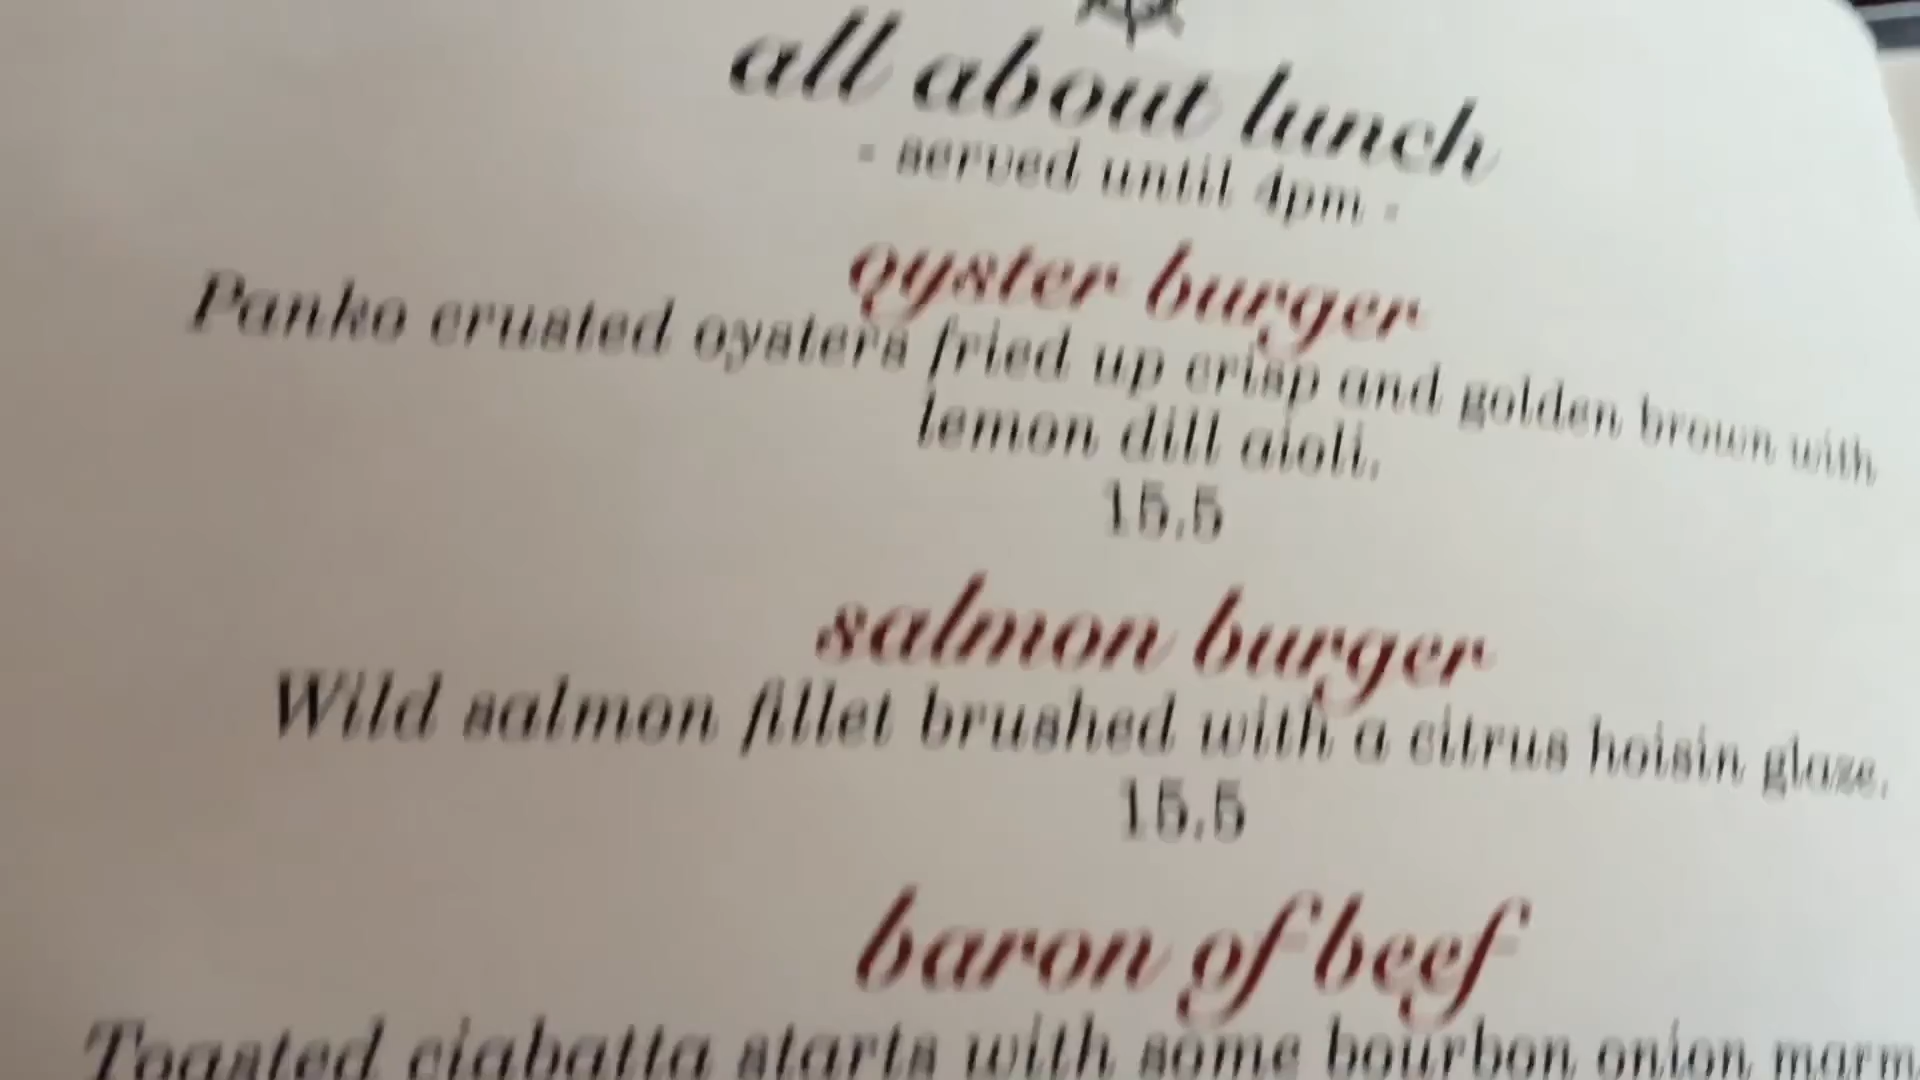 all about lunch
- served until 4pm -
oyster burger
Panko crusted oysters fried up crisp and golden brown with
lemon dill aioli.
15.5
salmon burger
Wild salmon fillet brushed with a citrus hoisin glaze.
15.5
baron of beef
Toasted ciabatta starts with some bourbon onion marm